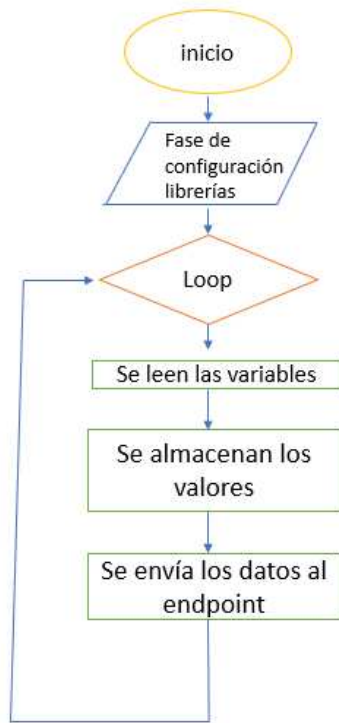 inicio
Fase de
configuración
librerías
Loop
Se leen las variables
Se almacenan los
valores
Se envía los datos al
endpoint